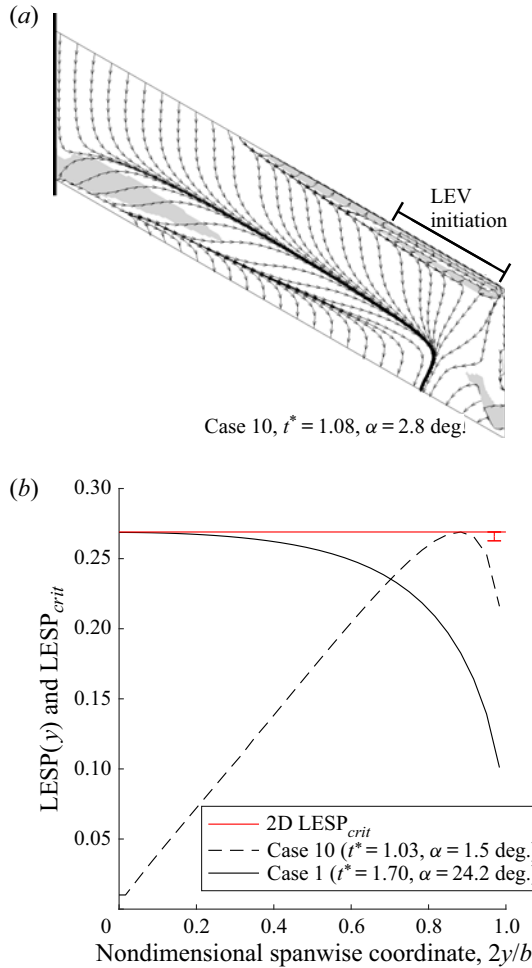 (a)
LEV
initiation
Case 10, t* = 1.08, α = 2.8 deg.
(b)
0.30
0.25
0.20
0.15
0.10
0.05
0
0.2
0.4
0.6
0.8
1.0
LESP(y) and LESPcrit
2D LESPcrit
Case 10 (t* = 1.03, α = 1.5 deg.)
Case 1 (t* = 1.70, α = 24.2 deg.)
Nondimensional spanwise coordinate, 2y/b